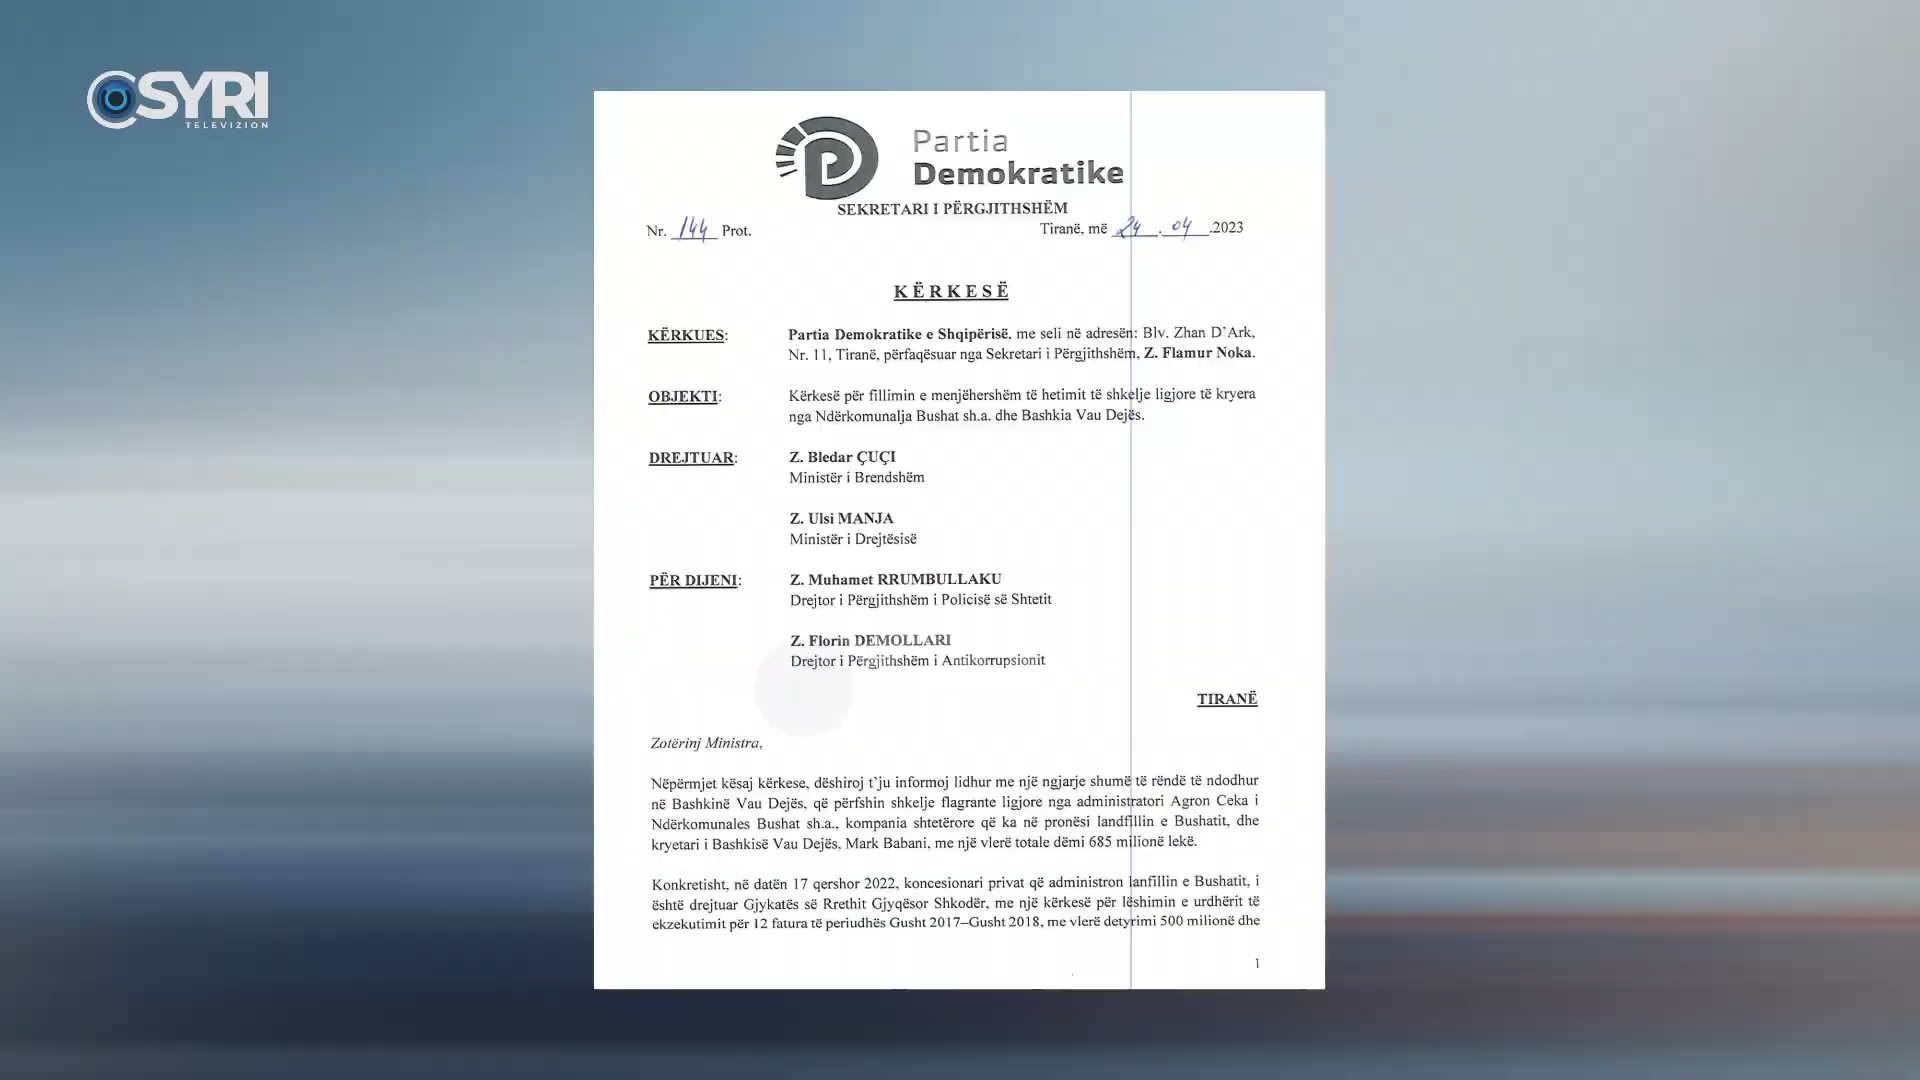 SYRI
TELEVIZION
Partia
Demokratike
SEKRETARI I PËRGJITHSHËM
Nr. 144 Prot.
Tiranë, më 24.04.2023
KËRKESË
KËRKUES: Partia Demokratike e Shqipërisë, me seli në adresën: Blv. Zhan D'Ark,
Nr. 11, Tiranë, përfaqësuar nga Sekretari i Përgjithshëm, Z. Flamur Noka.
OBJEKTI: Kërkesë për fillimin e menjëhershëm të hetimit të shkelje ligjore të kryera
nga Ndërkomunalja Bushat sh.a. dhe Bashkia Vau Dejës.
DREJTUAR: Z. Bledar ÇUÇI
Ministër i Brendshëm
Z. Ulsi MANJA
Ministër i Drejtësisë
PËR DIJENI: Z. Muhamet RRUMBULLAKU
Drejtor i Përgjithshëm i Policisë së Shtetit
Z. Florin DEMOLLARI
Drejtor i Përgjithshëm i Antikorrupsionit
TIRANË
Zotërinj Ministra,
Nëpërmjet kësaj kërkese, dëshiroj t'ju informoj lidhur me një ngjarje shumë të rëndë të ndodhur
në Bashkinë Vau Dejës, që përfshin shkelje flagrante ligjore nga administratori Agron Ceka i
Ndërkomunales Bushat sh.a., kompania shtetërore që ka në pronësi landfillin e Bushatit, dhe
kryetari i Bashkisë Vau Dejës, Mark Babani, me një vlerë totale dëmi 685 milionë lekë.
Konkretisht, në datën 17 qershor 2022, koncesionari privat që administron lanfillin e Bushatit, i
është drejtuar Gjykatës së Rrethit Gjyqësor Shkodër, me një kërkesë për lëshimin e urdhërit të
ekzekutimit për 12 fatura të periudhës Gusht 2017–Gusht 2018, me vlerë detyrimi 500 milionë dhe
1